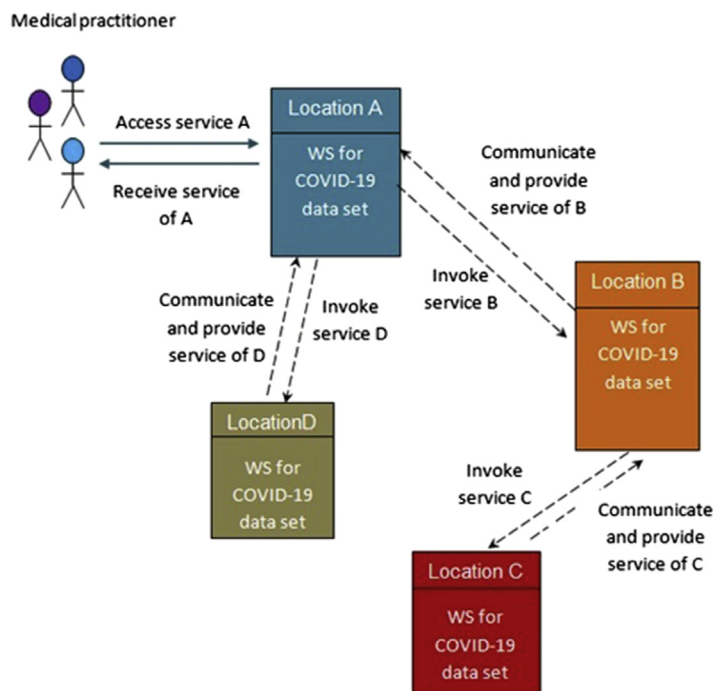 Medical practitioner
Access service A
Receive service
of A
Location A
WS for
COVID-19
data set
Communicate
and provide
service of B
Invoke
service B
Location B
WS for
COVID-19
data set
Communicate
and provide
service of D
Invoke
service D
LocationD
WS for
COVID-19
data set
Invoke
service C
Communicate
and provide
service of C
Location C
WS for
COVID-19
data set